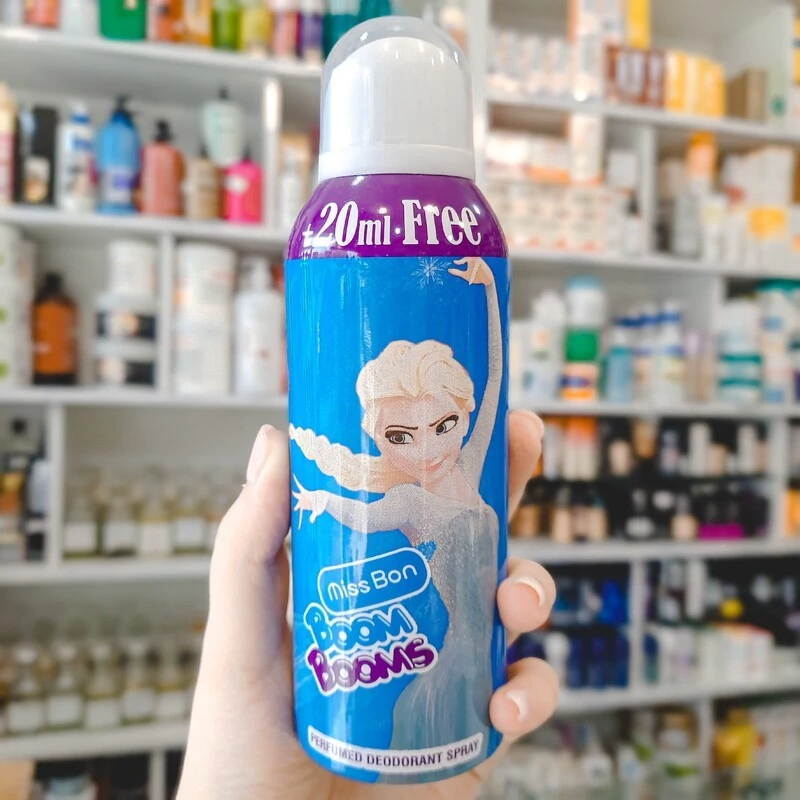 +20ml Free
Miss Bon
BOOM
BOOMS
PERFUMED DEODORANT SPRAY